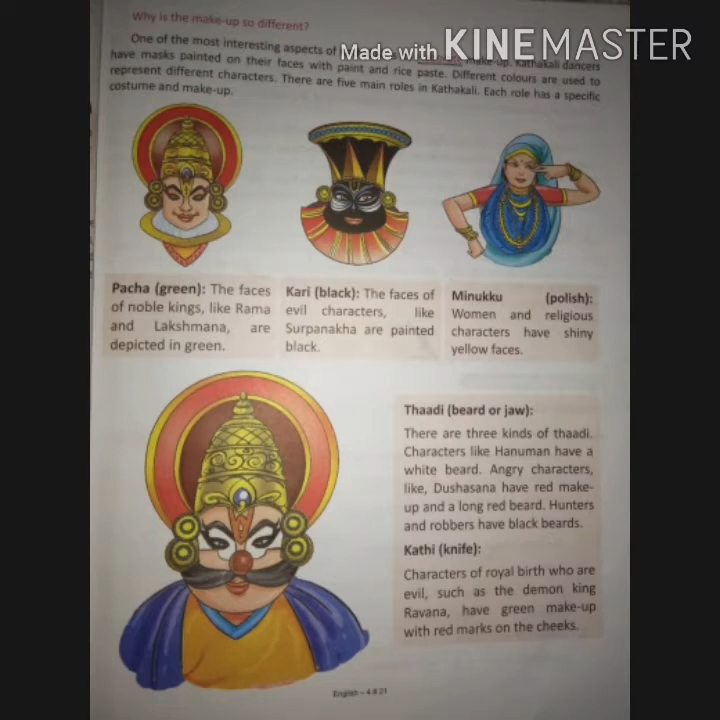 Why is the make-up so different?
One of the most interesting aspects of
Made with KINEMASTER
make-up. Kathakali dancers
have masks painted on their faces with paint and rice paste. Different colours are used to
represent different characters. There are five main roles in Kathakali. Each role has a specific
costume and make-up.
Pacha (green): The faces
of noble kings, like Rama
and Lakshmana, are
depicted in green.
Kari (black): The faces of
evil characters, like
Surpanakha are painted
black.
Minukku (polish):
Women and religious
characters have shiny
yellow faces.
Thaadi (beard or jaw):
There are three kinds of thaadi.
Characters like Hanuman have a
white beard. Angry characters,
like, Dushasana have red make-
up and a long red beard. Hunters
and robbers have black beards.
Kathi (knife):
Characters of royal birth who are
evil, such as the demon king
Ravana, have green make-up
with red marks on the cheeks.
English – 4.8 21